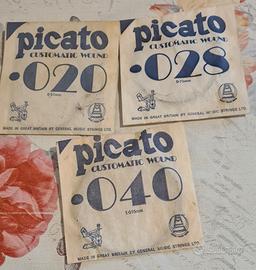 picato
CUSTOMATIC WOUND
·020
MADE IN GREAT BRITAIN BY GENERAL MUSIC STRINGS LTD.
picato
CUSTOMATIC WOUND
·028
MADE IN GREAT BRITAIN BY GENERAL MUSIC STRINGS LTD.
picato
CUSTOMATIC WOUND
·040
MADE IN GREAT BRITAIN BY GENERAL MUSIC STRINGS LTD.